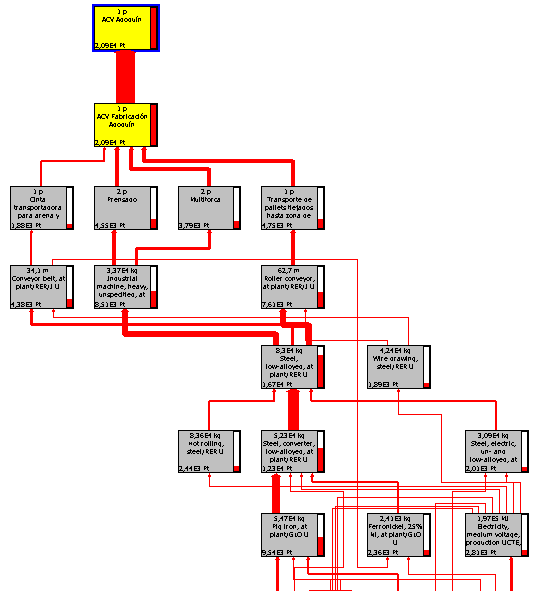 1 p
ACV Adoquín
2,09E4 Pt
1 p
ACV Fabricación
Adoquín
2,09E4 Pt
1 p
Cinta
transportadora
para arena y
1,88E3 Pt
2 p
Prensado
4,55E3 Pt
2 p
Multiforca
3,79E3 Pt
1 p
Transporte de
pallets flejados
hasta zona de
4,75E3 Pt
34,1 m
Conveyor belt, at
plant/RER/I U
4,38E3 Pt
3,37E4 kg
Industrial
machine, heavy,
unspecified, at
8,51E3 Pt
62,7 m
Roller conveyor,
at plant/RER/I U
7,61E3 Pt
8,3E4 kg
Steel,
low-alloyed, at
plant/RER U
1,67E4 Pt
4,24E4 kg
Wire drawing,
steel/RER U
1,89E3 Pt
8,36E4 kg
Hot rolling,
steel/RER U
2,44E3 Pt
5,23E4 kg
Steel, converter,
low-alloyed, at
plant/RER U
1,23E4 Pt
3,09E4 kg
Steel, electric,
un- and
low-alloyed, at
2,01E3 Pt
5,47E4 kg
Pig iron, at
plant/GLO U
9,54E3 Pt
2,41E3 kg
Ferronickel, 25%
Ni, at plant/GLO
U
2,36E3 Pt
1,97E5 MJ
Electricity,
medium voltage,
production UCTE,
2,81E3 Pt